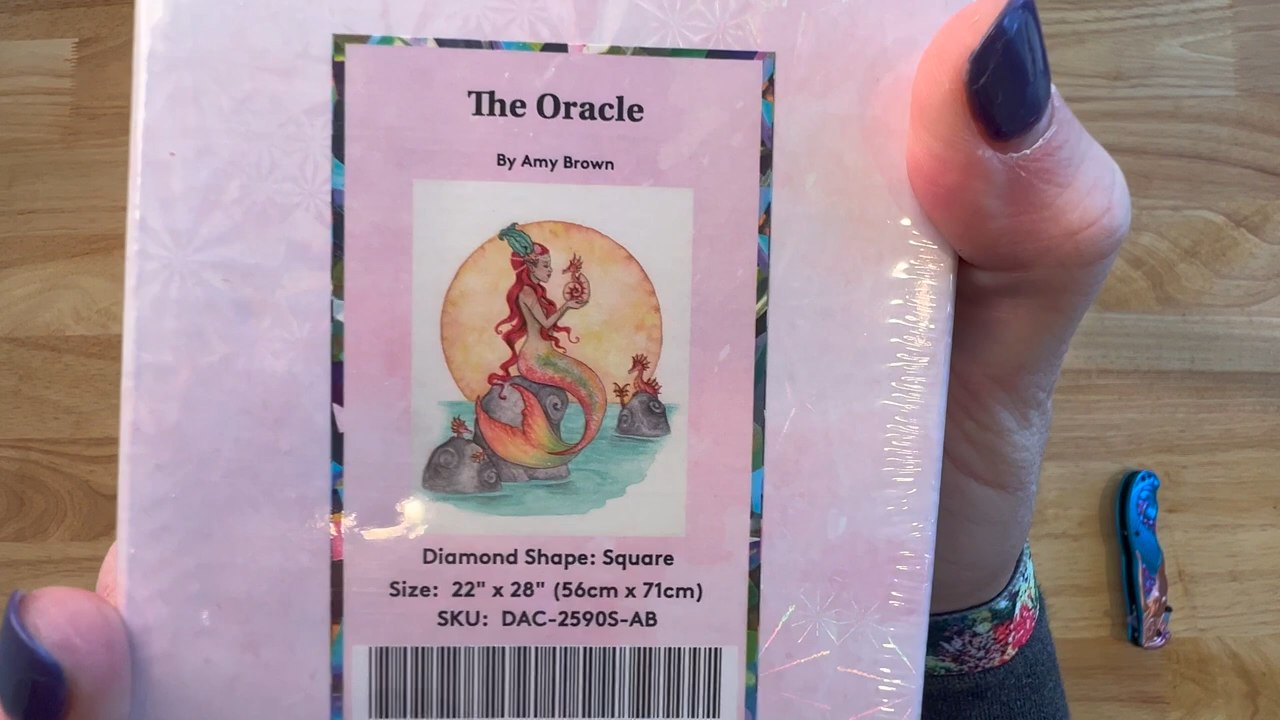 The Oracle
By Amy Brown
Diamond Shape: Square
Size: 22" x 28" (56cm x 71cm)
SKU: DAC-2590S-AB